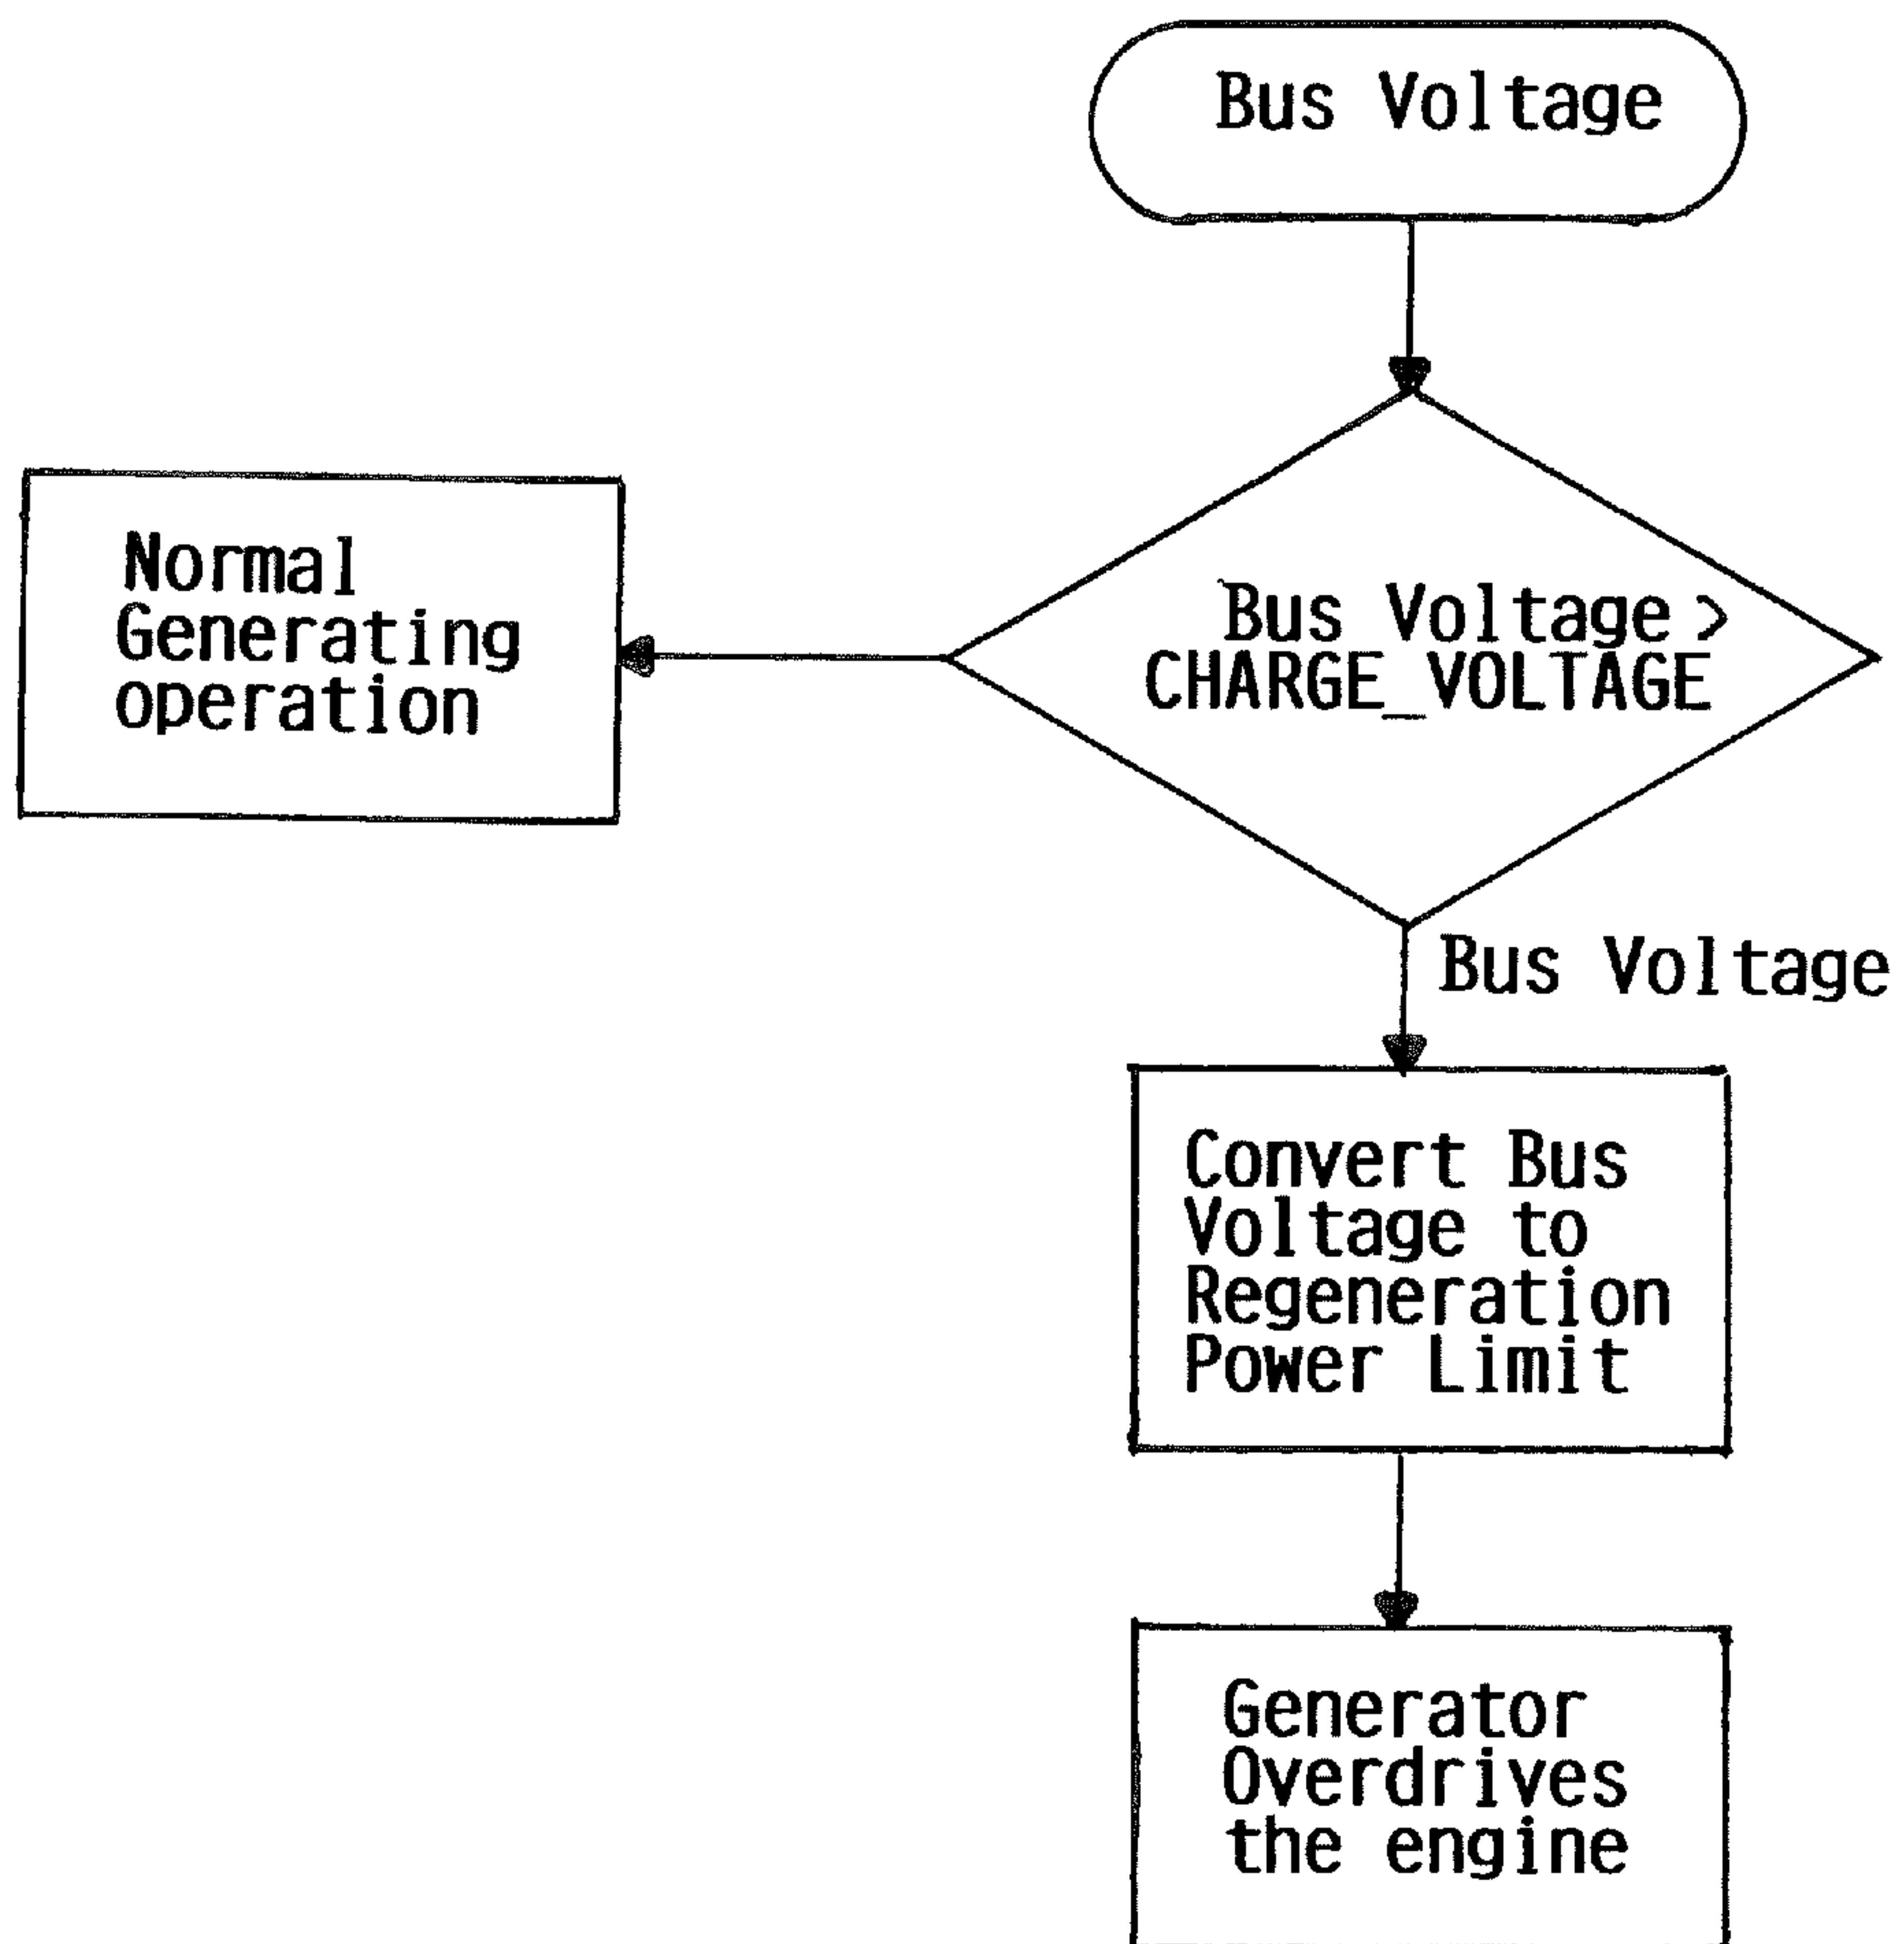 Bus Voltage
Normal
Generating
operation
Bus Voltage >
CHARGE_VOLTAGE
Bus Voltage
Convert Bus
Voltage to
Regeneration
Power Limit
Generator
Overdrives
the engine